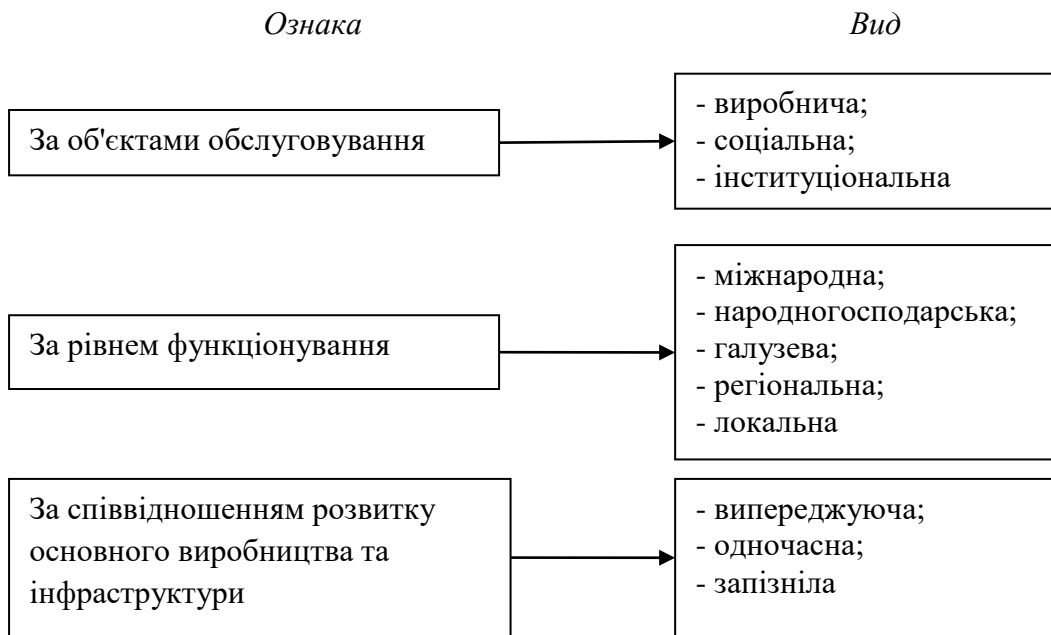 Ознака
Вид
За об'єктами обслуговування
- виробнича;
- соціальна;
- інституціональна
За рівнем функціонування
- міжнародна;
- народногосподарська;
- галузева;
- регіональна;
- локальна
За співвідношенням розвитку
основного виробництва та
інфраструктури
- випереджуюча;
- одночасна;
- запізніла